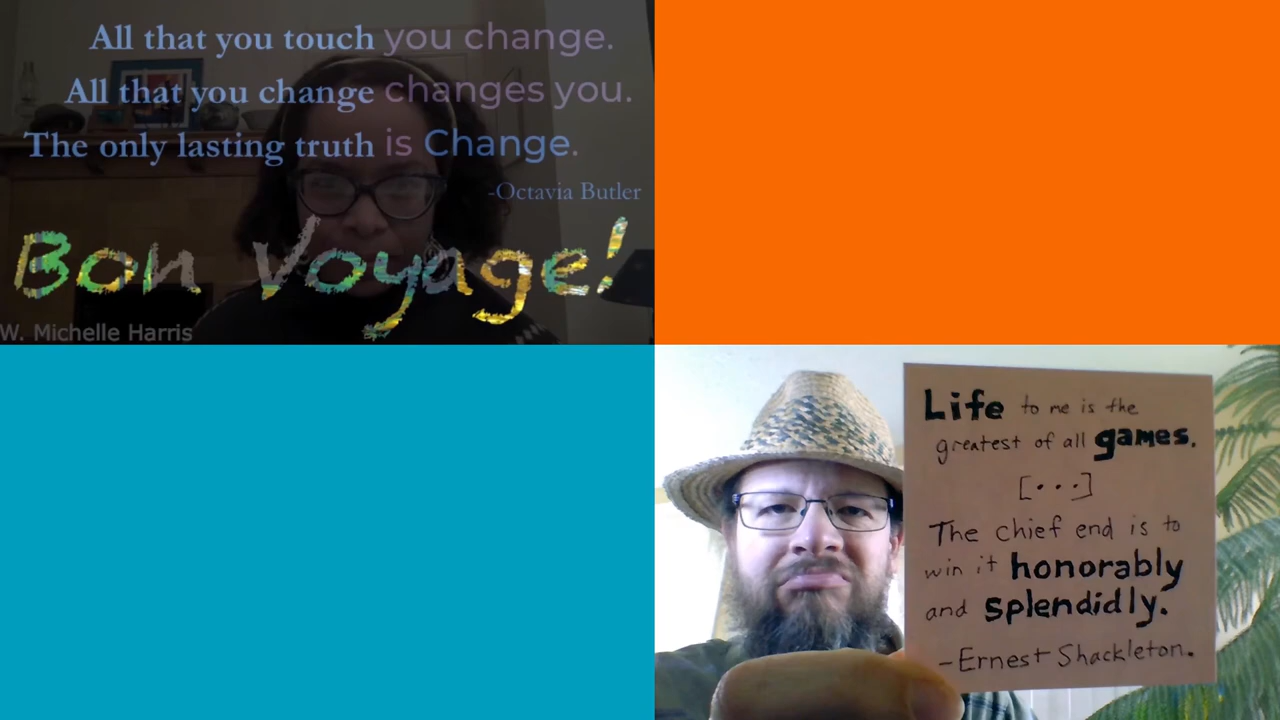 All that you touch you change.
All that you change changes you.
The only lasting truth is Change.
-Octavia Butler
Bon Voyage!
W. Michelle Harris
Life to me is the
greatest of all games.
[...]
The chief end is to
win it honorably
and splendidly.
-Ernest Shackleton.